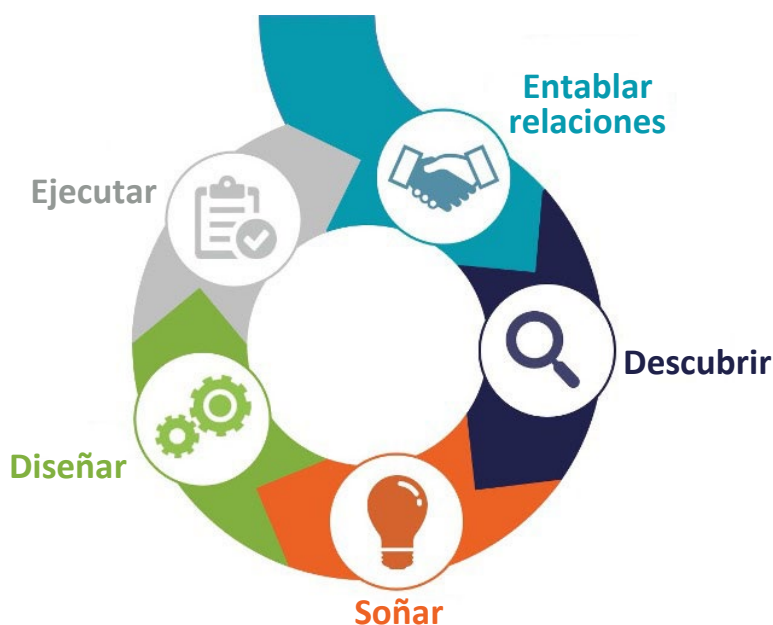 Entablar
relaciones
Descubrir
Soñar
Diseñar
Ejecutar